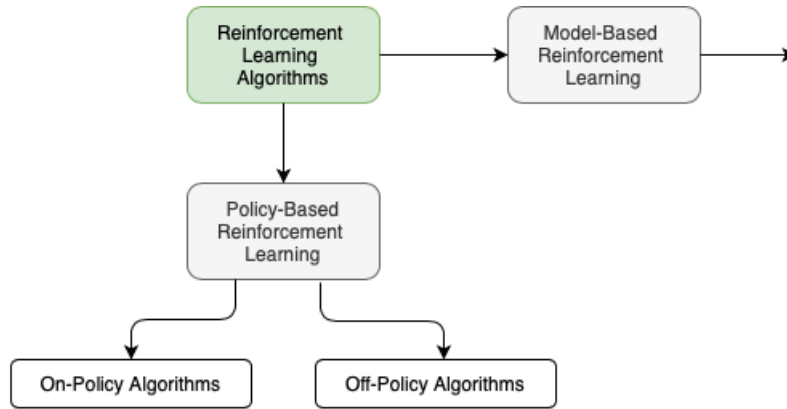 Reinforcement
Learning
Algorithms
Model-Based
Reinforcement
Learning
Policy-Based
Reinforcement
Learning
On-Policy Algorithms
Off-Policy Algorithms